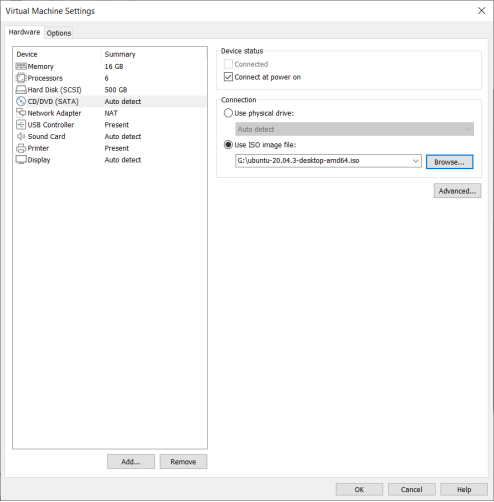 Virtual Machine Settings
Hardware Options
Device Summary
Memory 16 GB
Processors 6
Hard Disk (SCSI) 500 GB
CD/DVD (SATA) Auto detect
Network Adapter NAT
USB Controller Present
Sound Card Auto detect
Printer Present
Display Auto detect
Add... Remove
Device status
Connected
Connect at power on
Connection
Use physical drive:
Auto detect
Use ISO image file:
G:\ubuntu-20.04.3-desktop-amd64.iso Browse...
Advanced...
OK Cancel Help